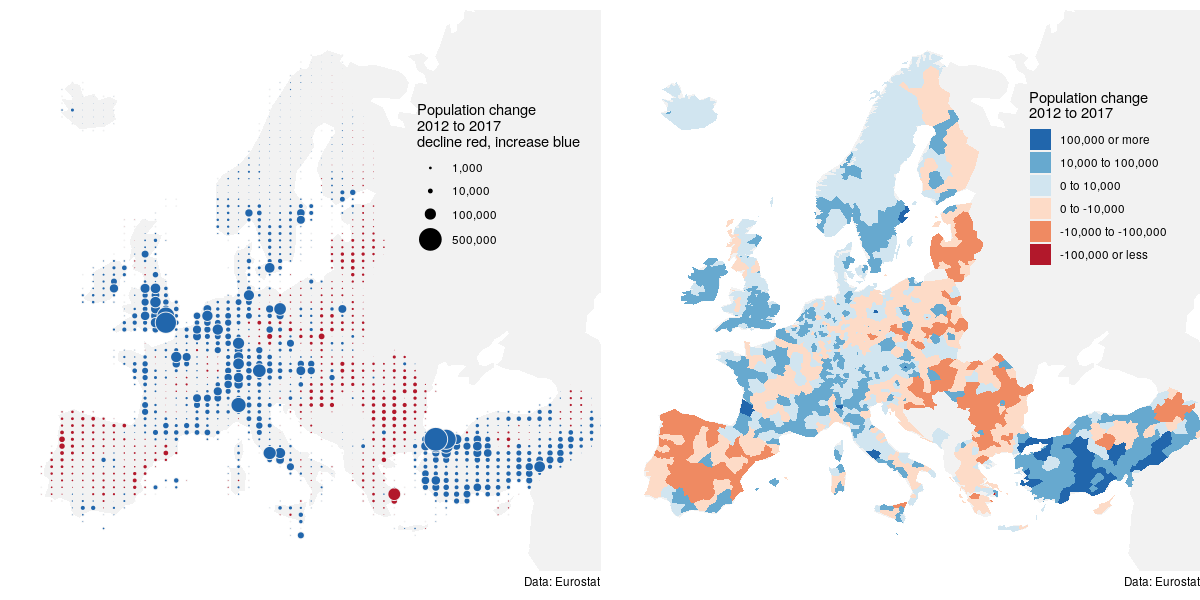 Population change
2012 to 2017
decline red, increase blue
1,000
10,000
100,000
500,000
Data: Eurostat
Population change
2012 to 2017
100,000 or more
10,000 to 100,000
0 to 10,000
0 to -10,000
-10,000 to -100,000
-100,000 or less
Data: Eurostat